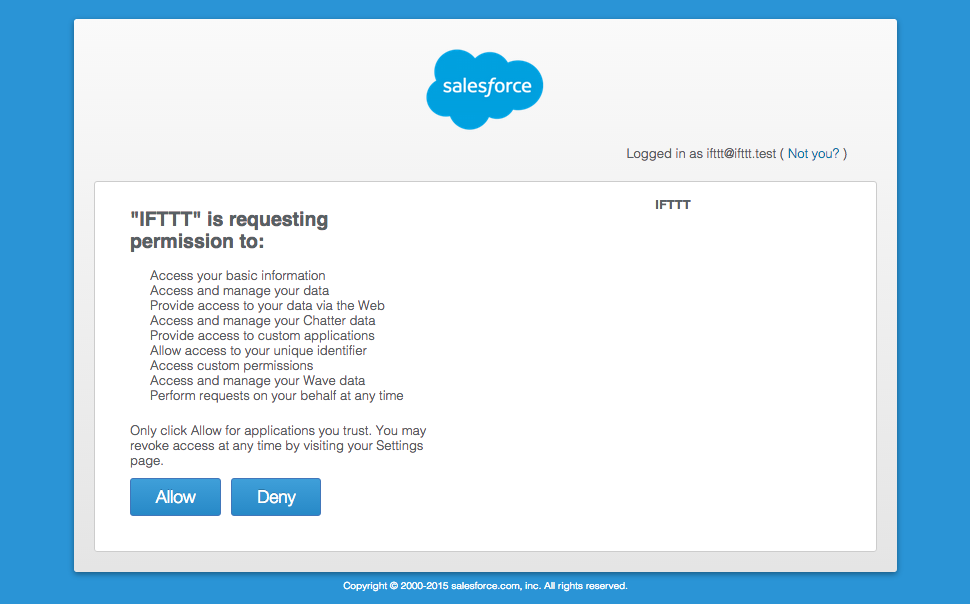 salesforce
Logged in as ifttt@ifttt.test ( Not you? )
"IFTTT" is requesting
permission to:
Access your basic information
Access and manage your data
Provide access to your data via the Web
Access and manage your Chatter data
Provide access to custom applications
Allow access to your unique identifier
Access custom permissions
Access and manage your Wave data
Perform requests on your behalf at any time
Only click Allow for applications you trust. You may
revoke access at any time by visiting your Settings
page.
Allow Deny
IFTTT
Copyright © 2000-2015 salesforce.com, inc. All rights reserved.